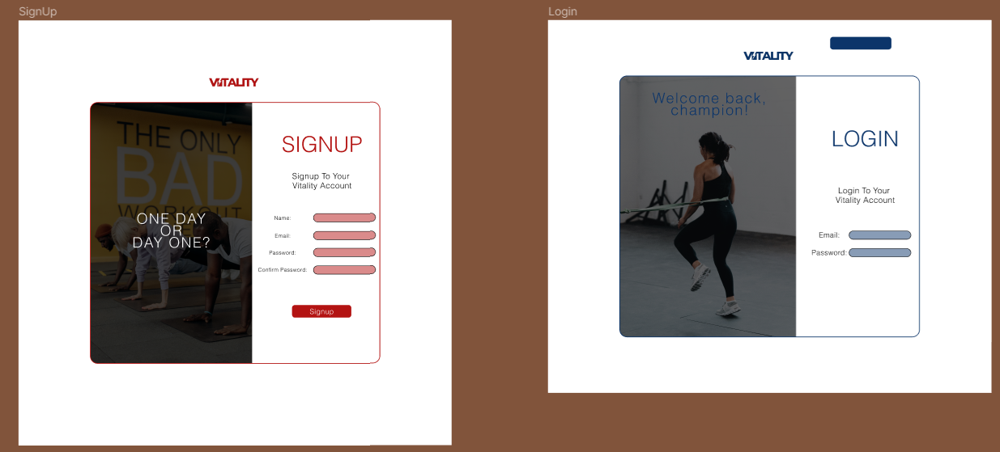 SignUp
VITALITY
THE ONLY
BAD
WORKOUT
ONE DAY
OR
DAY ONE?
SIGNUP
Signup To Your
Vitality Account
Name:
Email:
Password:
Confirm Password:
Signup
Login
VITALITY
Welcome back,
champion!
LOGIN
Login To Your
Vitality Account
Email:
Password: